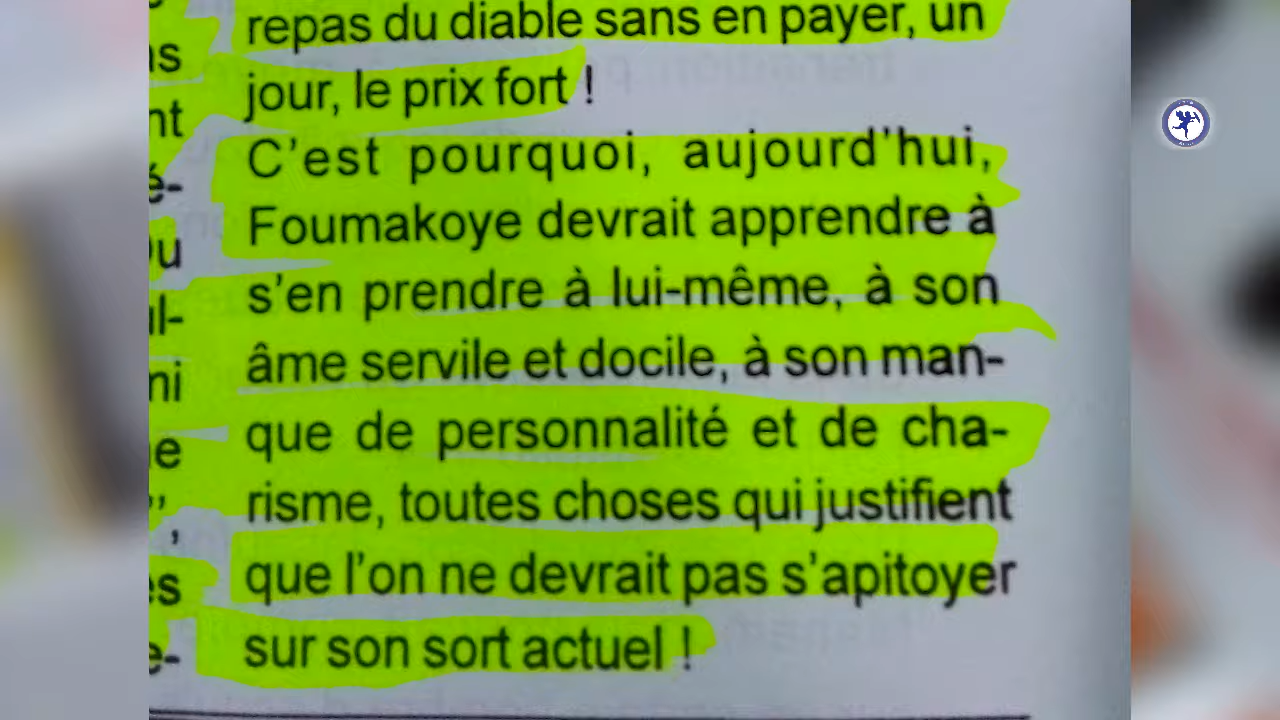 repas du diable sans en payer, un
jour, le prix fort !
C'est pourquoi, aujourd'hui,
Foumakoye devrait apprendre à
s'en prendre à lui-même, à son
âme servile et docile, à son man-
que de personnalité et de cha-
risme, toutes choses qui justifient
que l'on ne devrait pas s'apitoyer
sur son sort actuel !